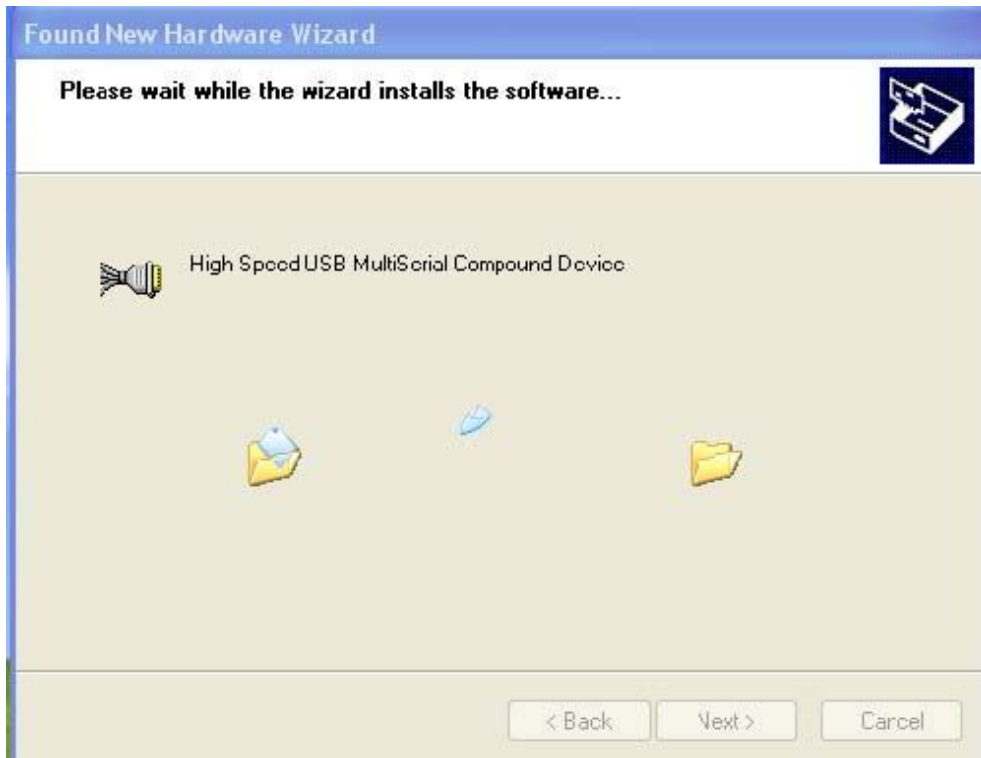 Found New Hardware Wizard
Please wait while the wizard installs the software...
High Speed USB MultiSerial Compound Device
< Back
Next >
Cancel